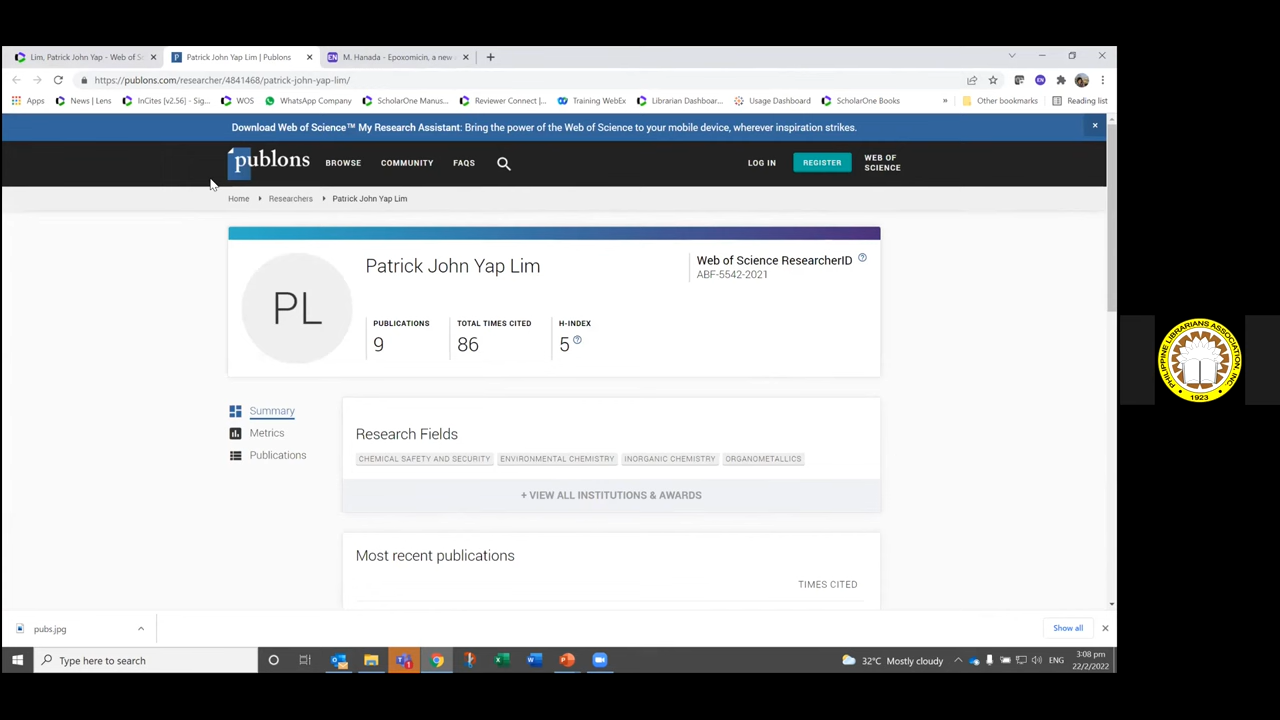 Lim, Patrick John Yap - Web of S
Patrick John Yap Lim | Publons
M. Hanada - Epoxomicin, a new
https://publons.com/researcher/4841468/patrick-john-yap-lim/
Apps
News | Lens
InCites [v2.56] - Sig...
WOS
WhatsApp Company
ScholarOne Manus...
Reviewer Connect |...
Training WebEx
Librarian Dashboar...
Usage Dashboard
ScholarOne Books
»
Other bookmarks
Reading list
Download Web of Science™ My Research Assistant: Bring the power of the Web of Science to your mobile device, wherever inspiration strikes.
publons
BROWSE
COMMUNITY
FAQS
LOG IN
REGISTER
WEB OF
SCIENCE
Home
Researchers
Patrick John Yap Lim
PL
Patrick John Yap Lim
Web of Science ResearcherID
ABF-5542-2021
PUBLICATIONS
9
TOTAL TIMES CITED
86
H-INDEX
5
Summary
Metrics
Publications
Research Fields
CHEMICAL SAFETY AND SECURITY
ENVIRONMENTAL CHEMISTRY
INORGANIC CHEMISTRY
ORGANOMETALLICS
+ VIEW ALL INSTITUTIONS & AWARDS
Most recent publications
TIMES CITED
pubs.jpg
Show all
Type here to search
32°C Mostly cloudy
ENG
3:08 pm
22/2/2022
PHILIPPINE LIBRARIANS ASSOCIATION, INC.
1923